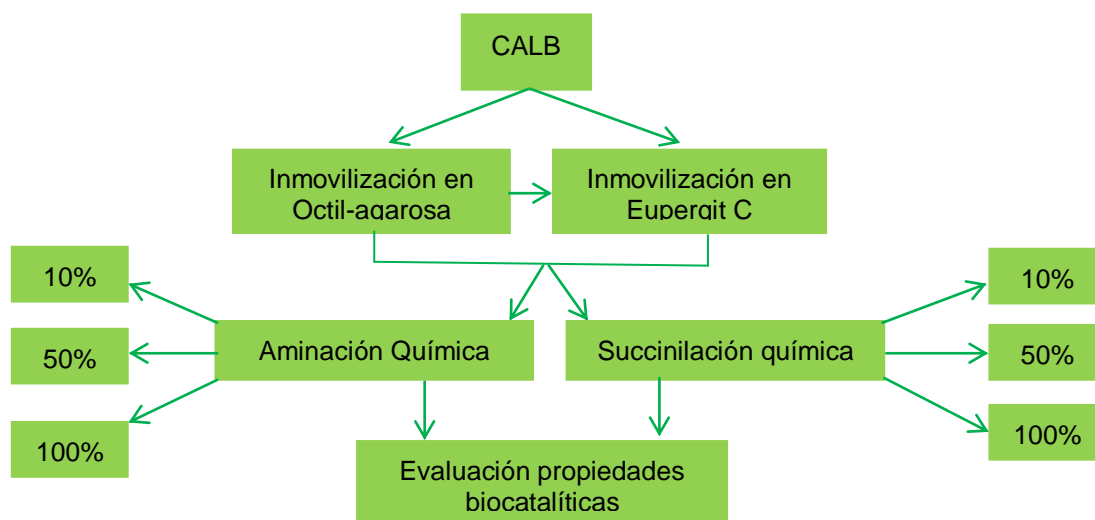 CALB
Inmovilización en
Octil-agarosa
Inmovilización en
Eupergit C
10%
50%
100%
Aminación Química
Succinilación química
10%
50%
100%
Evaluación propiedades
biocatalíticas